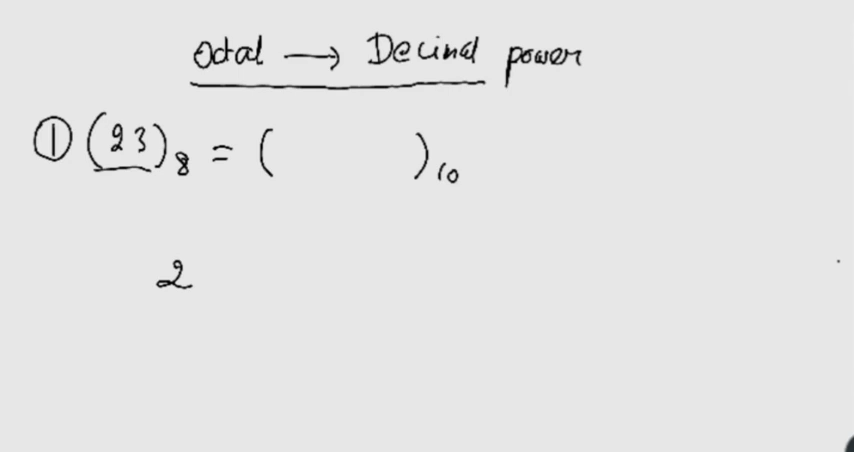 Octal → Decimal power
① (23)₈ = (      )₁₀
2